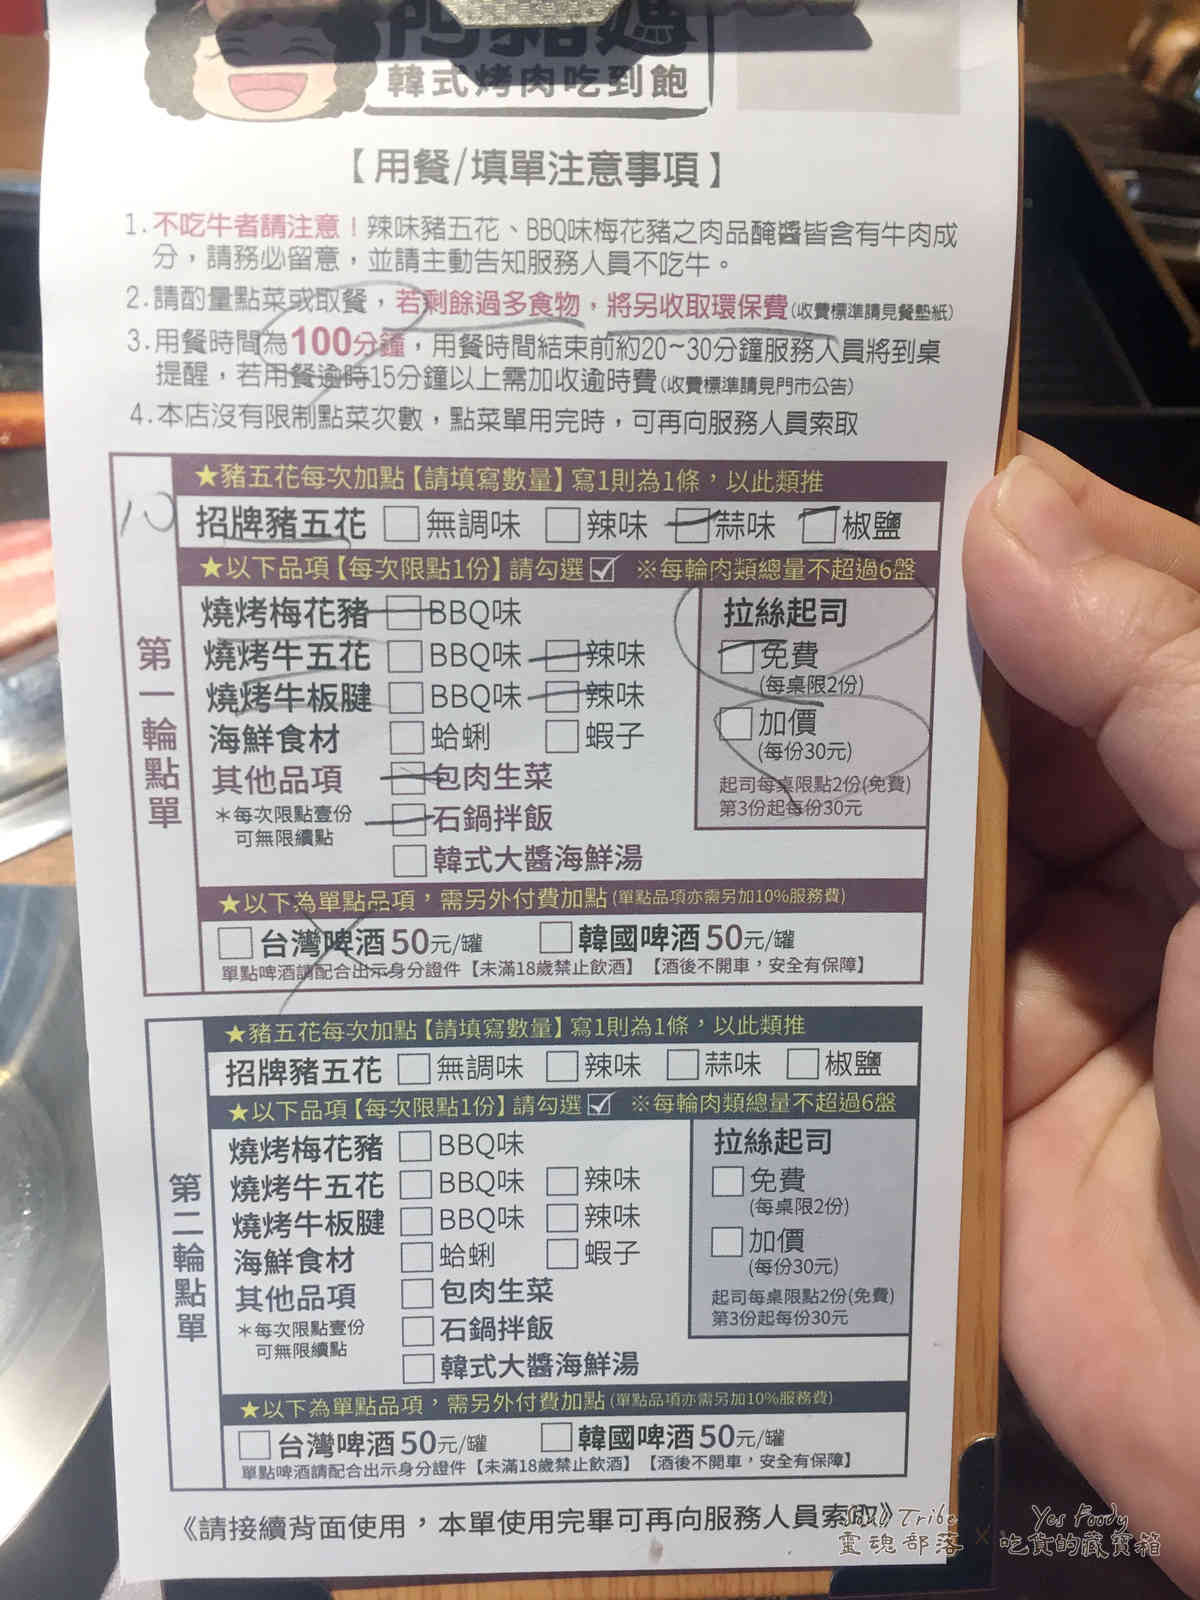 阿豬媽
韓式烤肉吃到飽
【用餐/填單注意事項】
1.不吃牛者請注意!辣味豬五花、BBQ味梅花豬之肉品醃醬皆含有牛肉成
分,請務必留意,並請主動告知服務人員不吃牛。
2.請酌量點菜或取餐,若剩餘過多食物,將另收取環保費(收費標準請見餐墊紙)
3.用餐時間為100分鐘,用餐時間結束前約20~30分鐘服務人員將到桌
提醒,若用餐逾時15分鐘以上需加收逾時費(收費標準請見門市公告)
4.本店沒有限制點菜次數,點菜單用完時,可再向服務人員索取
第一輪點單
★豬五花每次加點【請填寫數量】寫1則為1條,以此類推
10
招牌豬五花 □無調味 □辣味 □蒜味 □椒鹽
★以下品項【每次限點1份】請勾選☑ ※每輪肉類總量不超過6盤
燒烤梅花豬 □BBQ味
燒烤牛五花 □BBQ味 □辣味
燒烤牛板腱 □BBQ味 □辣味
海鮮食材 □蛤蜊 □蝦子
其他品項 □包肉生菜
*每次限點壹份
可無限續點
□石鍋拌飯
□韓式大醬海鮮湯
拉絲起司
□免費
(每桌限2份)
□加價
(每份30元)
起司每桌限點2份(免費)
第3份起每份30元
★以下為單點品項,需另外付費加點(單點品項亦需另加10%服務費)
□台灣啤酒50元/罐 □韓國啤酒50元/罐
單點啤酒請配合出示身分證件【未滿18歲禁止飲酒】【酒後不開車,安全有保障】
第二輪點單
★豬五花每次加點【請填寫數量】寫1則為1條,以此類推
招牌豬五花 □無調味 □辣味 □蒜味 □椒鹽
★以下品項【每次限點1份】請勾選☑ ※每輪肉類總量不超過6盤
燒烤梅花豬 □BBQ味
燒烤牛五花 □BBQ味 □辣味
燒烤牛板腱 □BBQ味 □辣味
海鮮食材 □蛤蜊 □蝦子
其他品項 □包肉生菜
*每次限點壹份
可無限續點
□石鍋拌飯
□韓式大醬海鮮湯
拉絲起司
□免費
(每桌限2份)
□加價
(每份30元)
起司每桌限點2份(免費)
第3份起每份30元
★以下為單點品項,需另外付費加點(單點品項亦需另加10%服務費)
□台灣啤酒50元/罐 □韓國啤酒50元/罐
單點啤酒請配合出示身分證件【未滿18歲禁止飲酒】【酒後不開車,安全有保障】
《請接續背面使用,本單使用完畢可再向服務人員索取》
Soul Tribe
靈魂部落 × Yes Foody
吃貨的藏寶箱